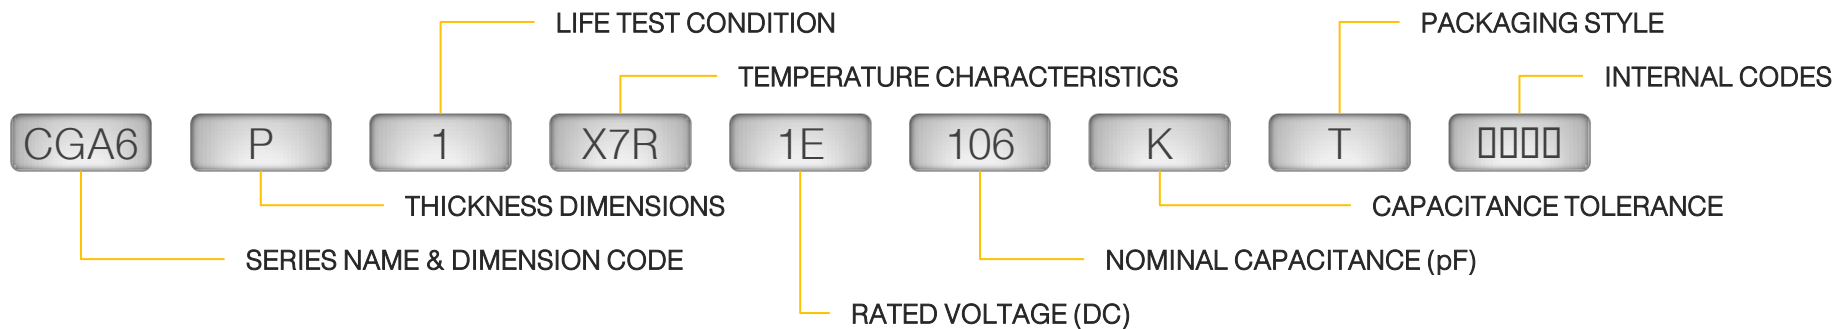 LIFE TEST CONDITION
PACKAGING STYLE
TEMPERATURE CHARACTERISTICS
INTERNAL CODES
CGA6 P 1 X7R 1E 106 K T □□□□
THICKNESS DIMENSIONS
CAPACITANCE TOLERANCE
SERIES NAME & DIMENSION CODE
NOMINAL CAPACITANCE (pF)
RATED VOLTAGE (DC)